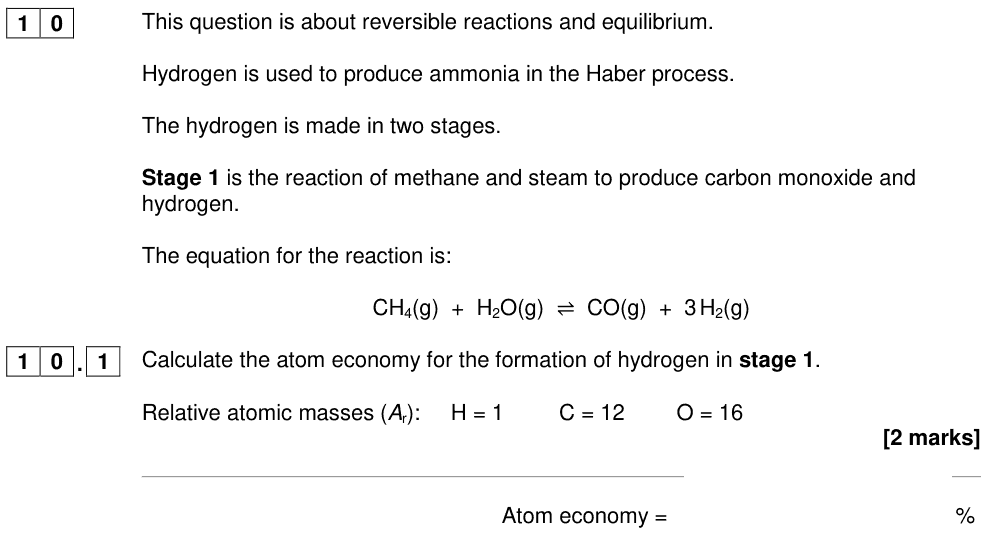 1 0 This question is about reversible reactions and equilibrium.
Hydrogen is used to produce ammonia in the Haber process.
The hydrogen is made in two stages.
Stage 1 is the reaction of methane and steam to produce carbon monoxide and
hydrogen.
The equation for the reaction is:
CH₄(g) + H₂O(g) ⇌ CO(g) + 3H₂(g)
1 0 . 1 Calculate the atom economy for the formation of hydrogen in stage 1.
Relative atomic masses (Aᵣ): H = 1 C = 12 O = 16
[2 marks]
Atom economy = %